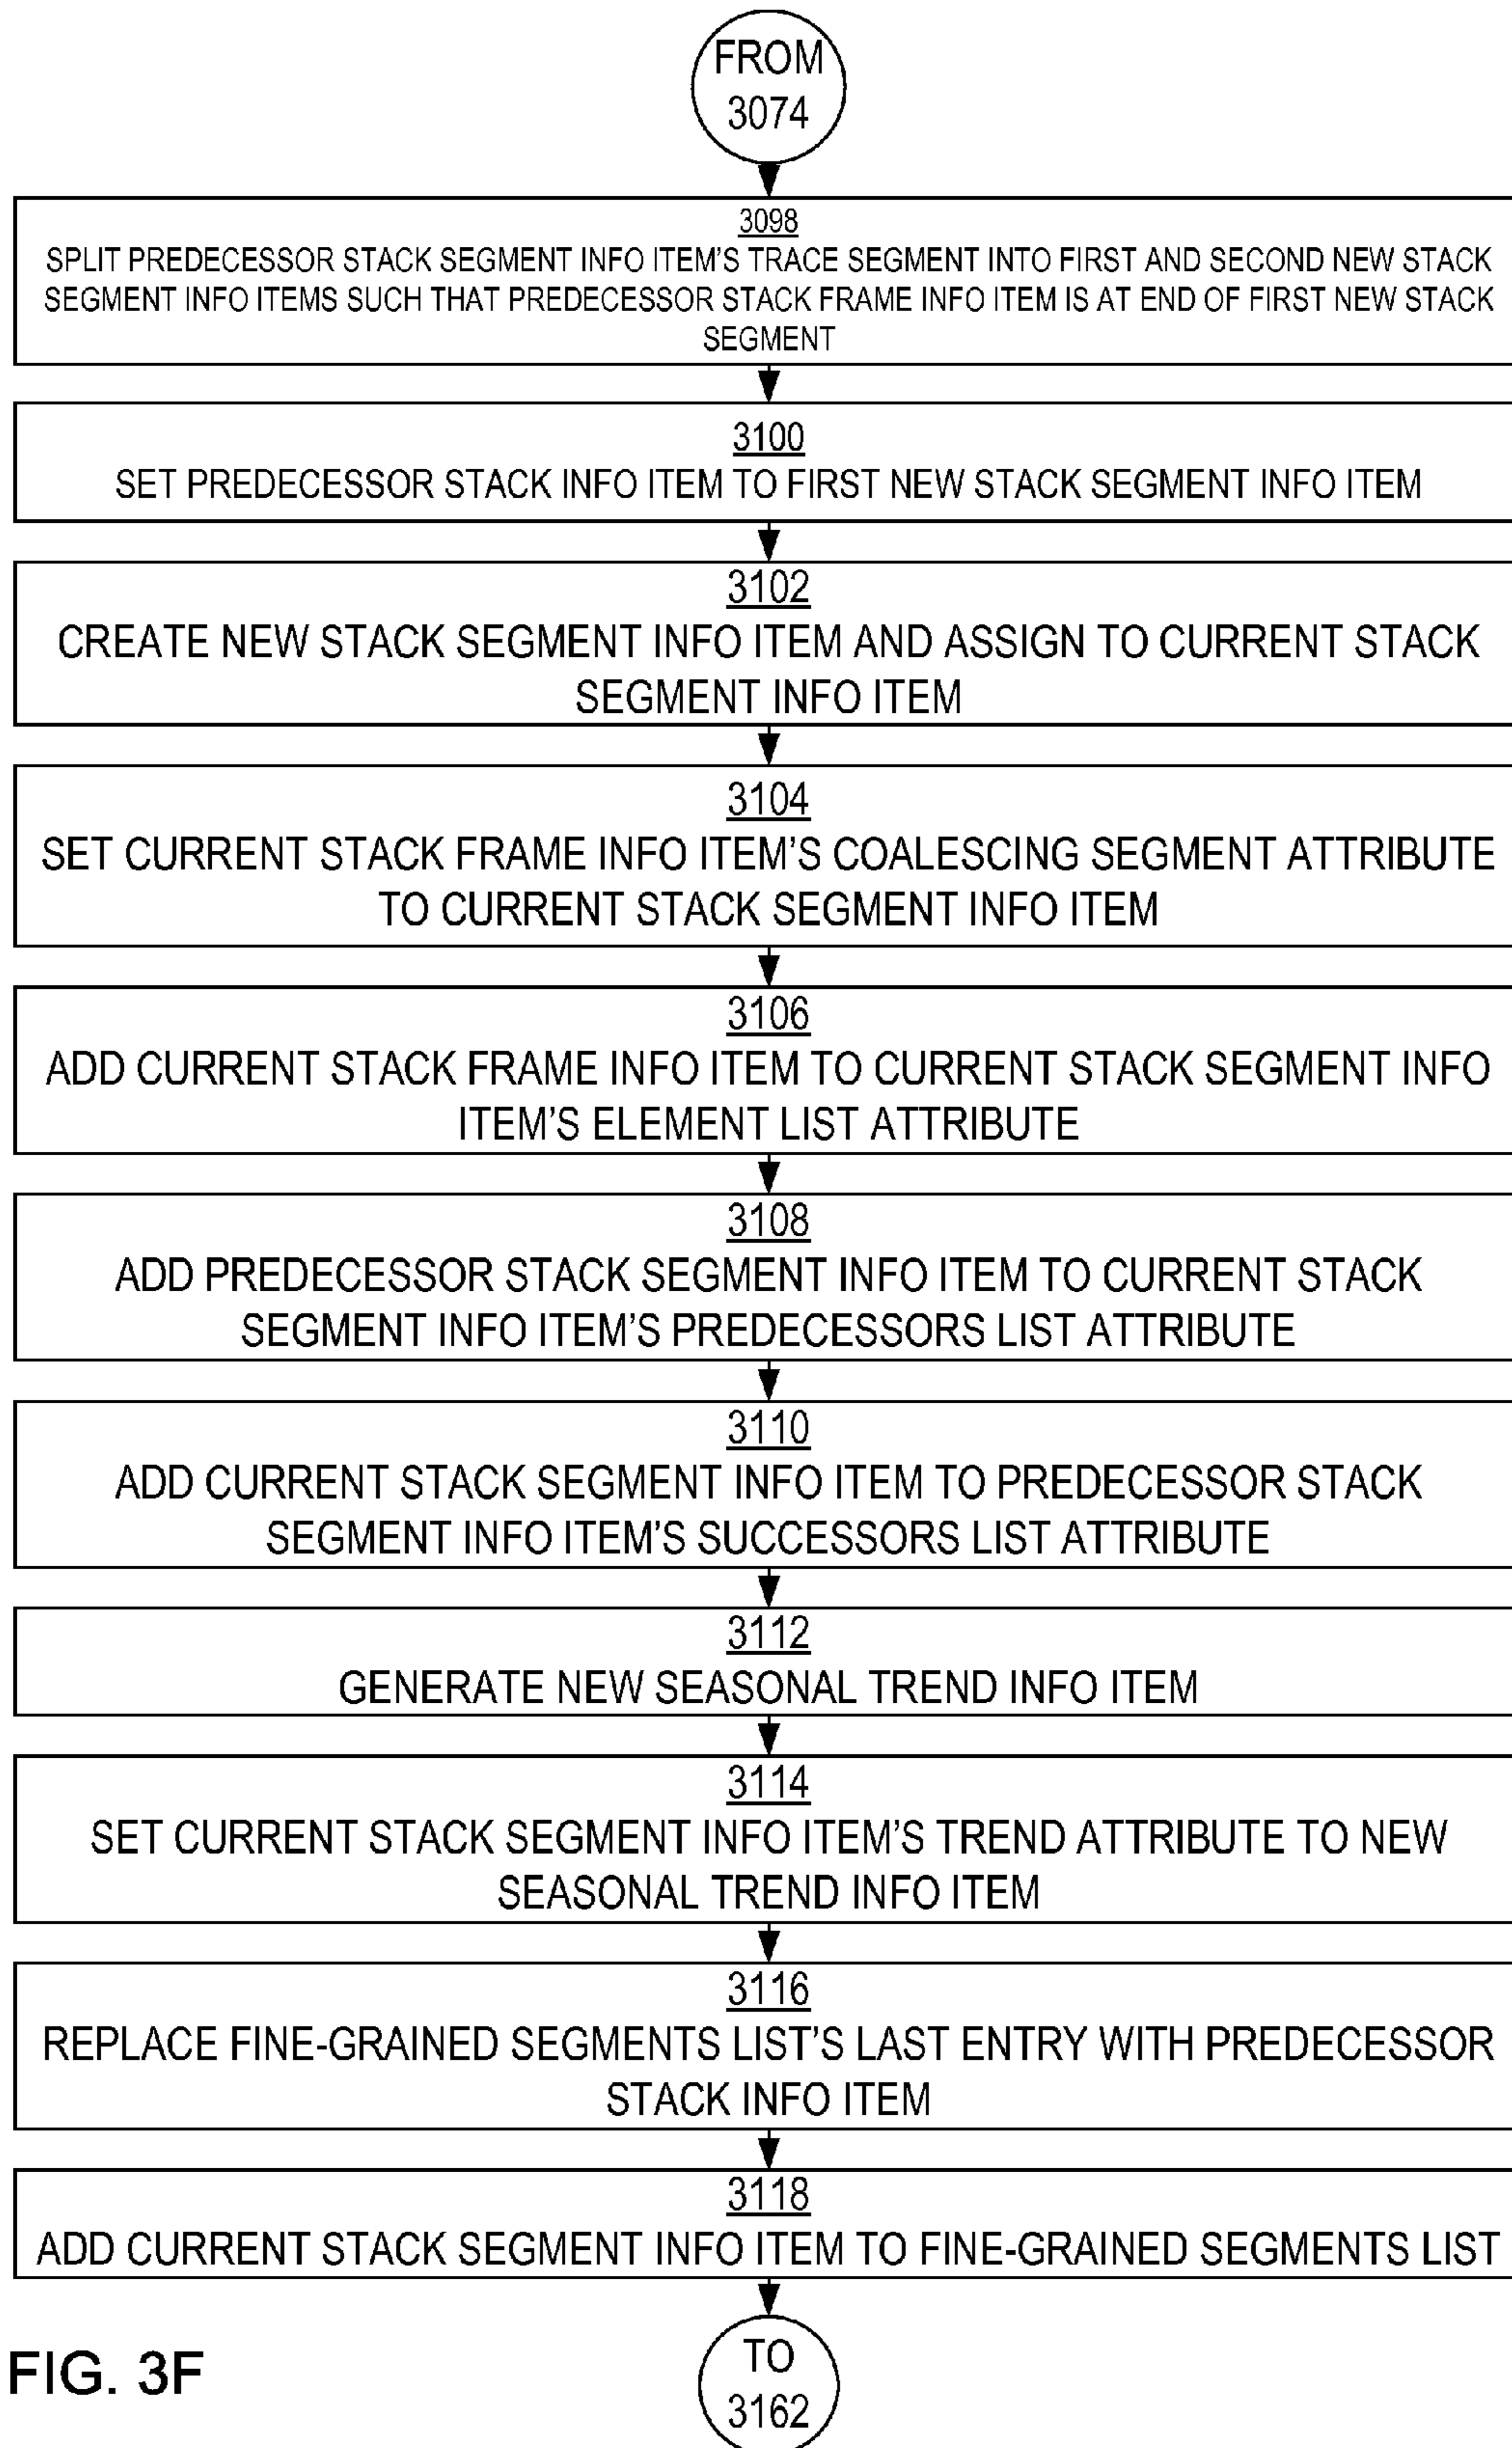 FROM
3074
3098
SPLIT PREDECESSOR STACK SEGMENT INFO ITEM'S TRACE SEGMENT INTO FIRST AND SECOND NEW STACK
SEGMENT INFO ITEMS SUCH THAT PREDECESSOR STACK FRAME INFO ITEM IS AT END OF FIRST NEW STACK
SEGMENT
3100
SET PREDECESSOR STACK INFO ITEM TO FIRST NEW STACK SEGMENT INFO ITEM
3102
CREATE NEW STACK SEGMENT INFO ITEM AND ASSIGN TO CURRENT STACK
SEGMENT INFO ITEM
3104
SET CURRENT STACK FRAME INFO ITEM'S COALESCING SEGMENT ATTRIBUTE
TO CURRENT STACK SEGMENT INFO ITEM
3106
ADD CURRENT STACK FRAME INFO ITEM TO CURRENT STACK SEGMENT INFO
ITEM'S ELEMENT LIST ATTRIBUTE
3108
ADD PREDECESSOR STACK SEGMENT INFO ITEM TO CURRENT STACK
SEGMENT INFO ITEM'S PREDECESSORS LIST ATTRIBUTE
3110
ADD CURRENT STACK SEGMENT INFO ITEM TO PREDECESSOR STACK
SEGMENT INFO ITEM'S SUCCESSORS LIST ATTRIBUTE
3112
GENERATE NEW SEASONAL TREND INFO ITEM
3114
SET CURRENT STACK SEGMENT INFO ITEM'S TREND ATTRIBUTE TO NEW
SEASONAL TREND INFO ITEM
3116
REPLACE FINE-GRAINED SEGMENTS LIST'S LAST ENTRY WITH PREDECESSOR
STACK INFO ITEM
3118
ADD CURRENT STACK SEGMENT INFO ITEM TO FINE-GRAINED SEGMENTS LIST
TO
3162
FIG. 3F